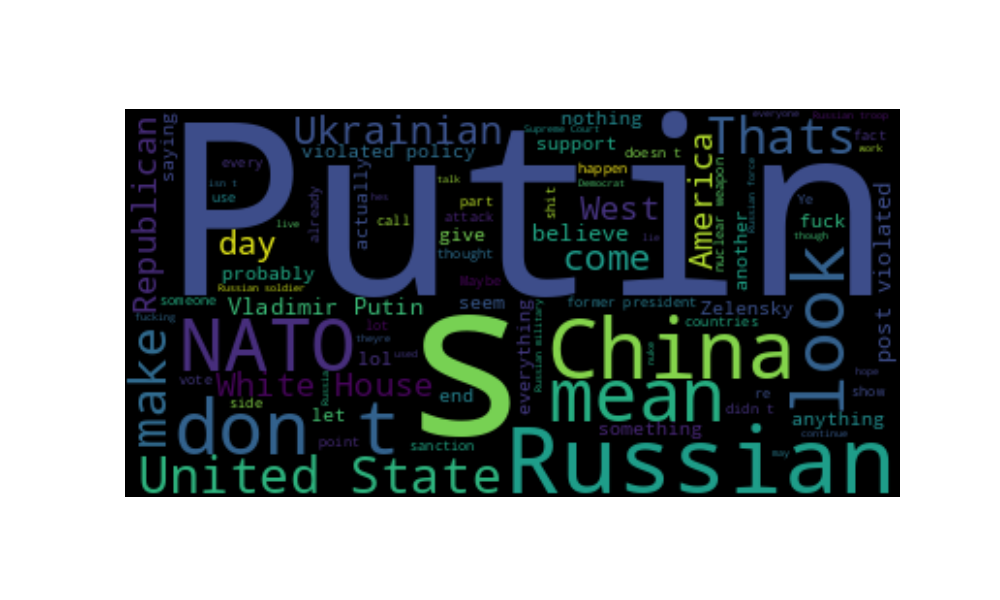 Republican
saying
Putin
Ukrainian
Supreme Court
nothing
everyone
Russian troop
Thats
fact
work
violated policy
support
doesn t
America
nuclear weapon
Russian force
every
isn t
use
live
already
actually
talk
hes
call
part
attack
give
thought
happen
Democrat
shit
West
believe
lie
come
another
Ye
fuck
though
look
post violated
day
probably
Russian soldier
Maybe
someone
fucking
Vladimir Putin
seem
former president
Zelensky
countries
make
NATO
lot
theyre
lol
used
S
everything
Russian military
China
nuke
hope
vote
White House
Russia
end
mean
re
show
side
don t
let
didn t
anything
point
sanction
something
continue
may
United State
Russian